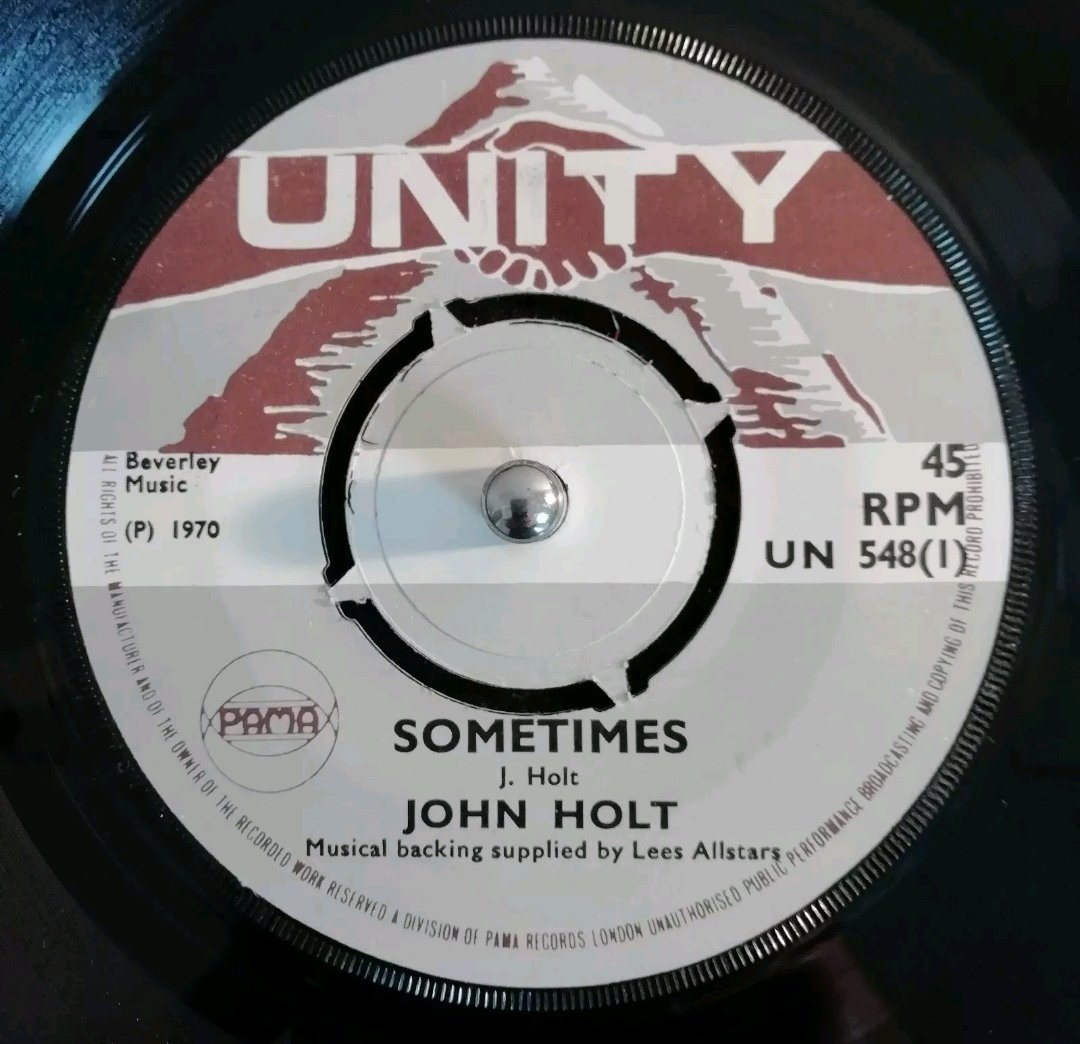 UNITY
Beverley
Music
(P) 1970
45
RPM
UN 548(1)
PAMA
SOMETIMES
J. Holt
JOHN HOLT
Musical backing supplied by Lees Allstars
ALL RIGHTS OF THE MANUFACTURER AND OF THE OWNER OF THE RECORDED WORK RESERVED A DIVISION OF PAMA RECORDS LONDON UNAUTHORISED PUBLIC PERFORMANCE BROADCASTING AND COPYING OF THIS RECORD PROHIBITED